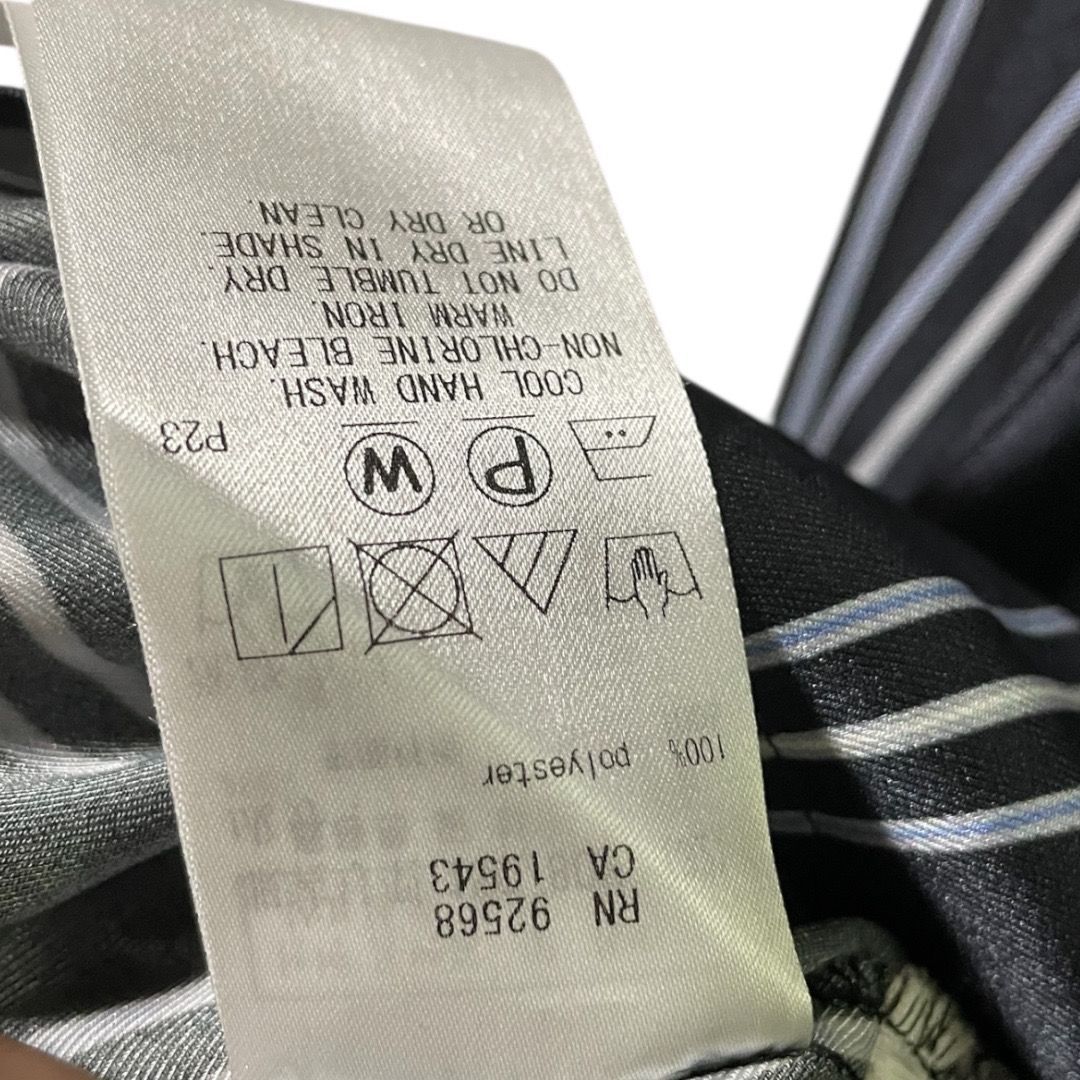 RN 92568
CA 19543
100% polyester
W P
P23
COOL HAND WASH.
NON-CHLORINE BLEACH.
WARM IRON.
DO NOT TUMBLE DRY.
LINE DRY IN SHADE.
OR DRY CLEAN.